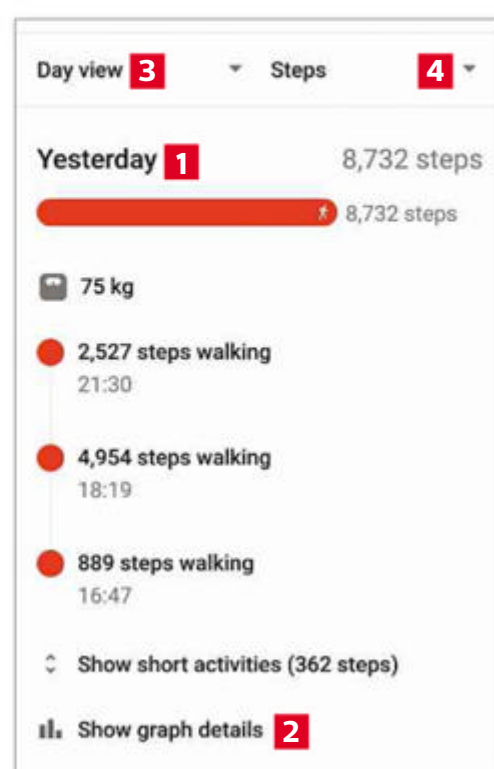 Day view 3 Steps 4
Yesterday 1 8,732 steps
8,732 steps
75 kg
2,527 steps walking
21:30
4,954 steps walking
18:19
889 steps walking
16:47
Show short activities (362 steps)
Show graph details 2